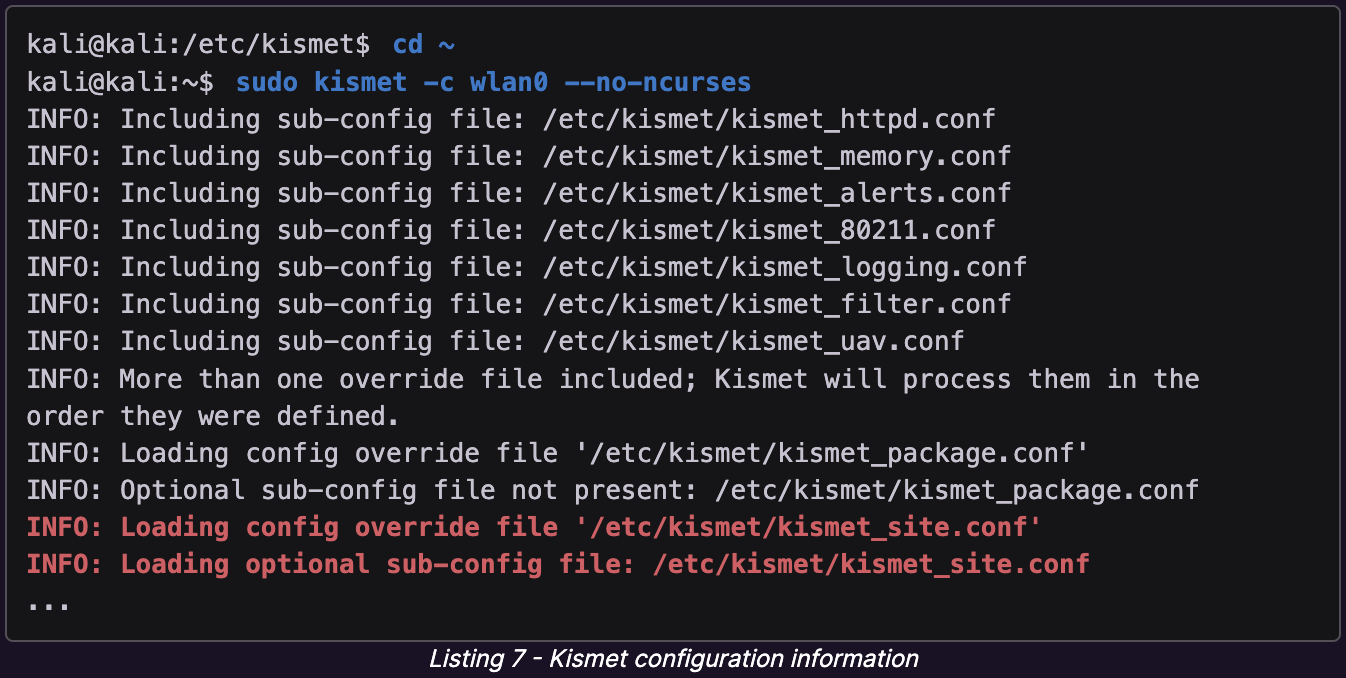 kali@kali:/etc/kismet$ cd ~
kali@kali:~$ sudo kismet -c wlan0 --no-ncurses
INFO: Including sub-config file: /etc/kismet/kismet_httpd.conf
INFO: Including sub-config file: /etc/kismet/kismet_memory.conf
INFO: Including sub-config file: /etc/kismet/kismet_alerts.conf
INFO: Including sub-config file: /etc/kismet/kismet_80211.conf
INFO: Including sub-config file: /etc/kismet/kismet_logging.conf
INFO: Including sub-config file: /etc/kismet/kismet_filter.conf
INFO: Including sub-config file: /etc/kismet/kismet_uav.conf
INFO: More than one override file included; Kismet will process them in the
order they were defined.
INFO: Loading config override file '/etc/kismet/kismet_package.conf'
INFO: Optional sub-config file not present: /etc/kismet/kismet_package.conf
INFO: Loading config override file '/etc/kismet/kismet_site.conf'
INFO: Loading optional sub-config file: /etc/kismet/kismet_site.conf
...
Listing 7 - Kismet configuration information